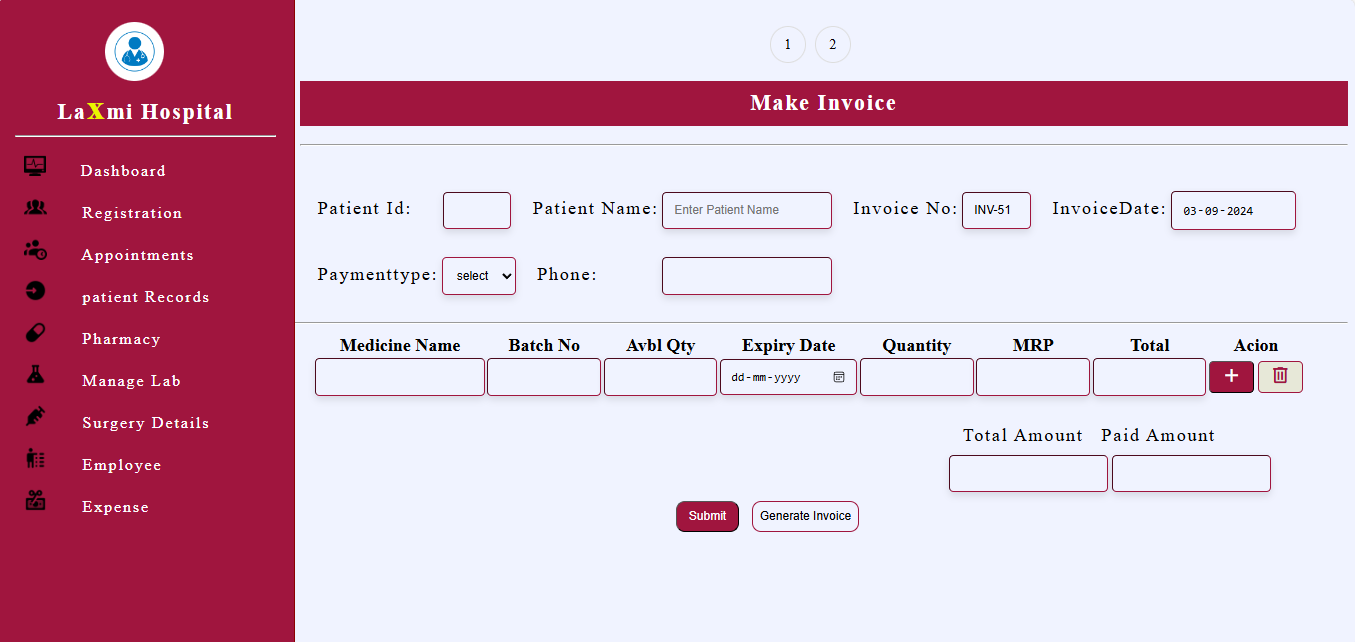 LaXmi Hospital
Dashboard
Registration
Appointments
patient Records
Pharmacy
Manage Lab
Surgery Details
Employee
Expense
1 2
Make Invoice
Patient Id: Patient Name: Enter Patient Name Invoice No: INV-51 InvoiceDate: 03-09-2024
Paymenttype: select Phone:
Medicine Name Batch No Avbl Qty Expiry Date Quantity MRP Total Acion
dd-mm-yyyy +
Total Amount Paid Amount
Submit Generate Invoice